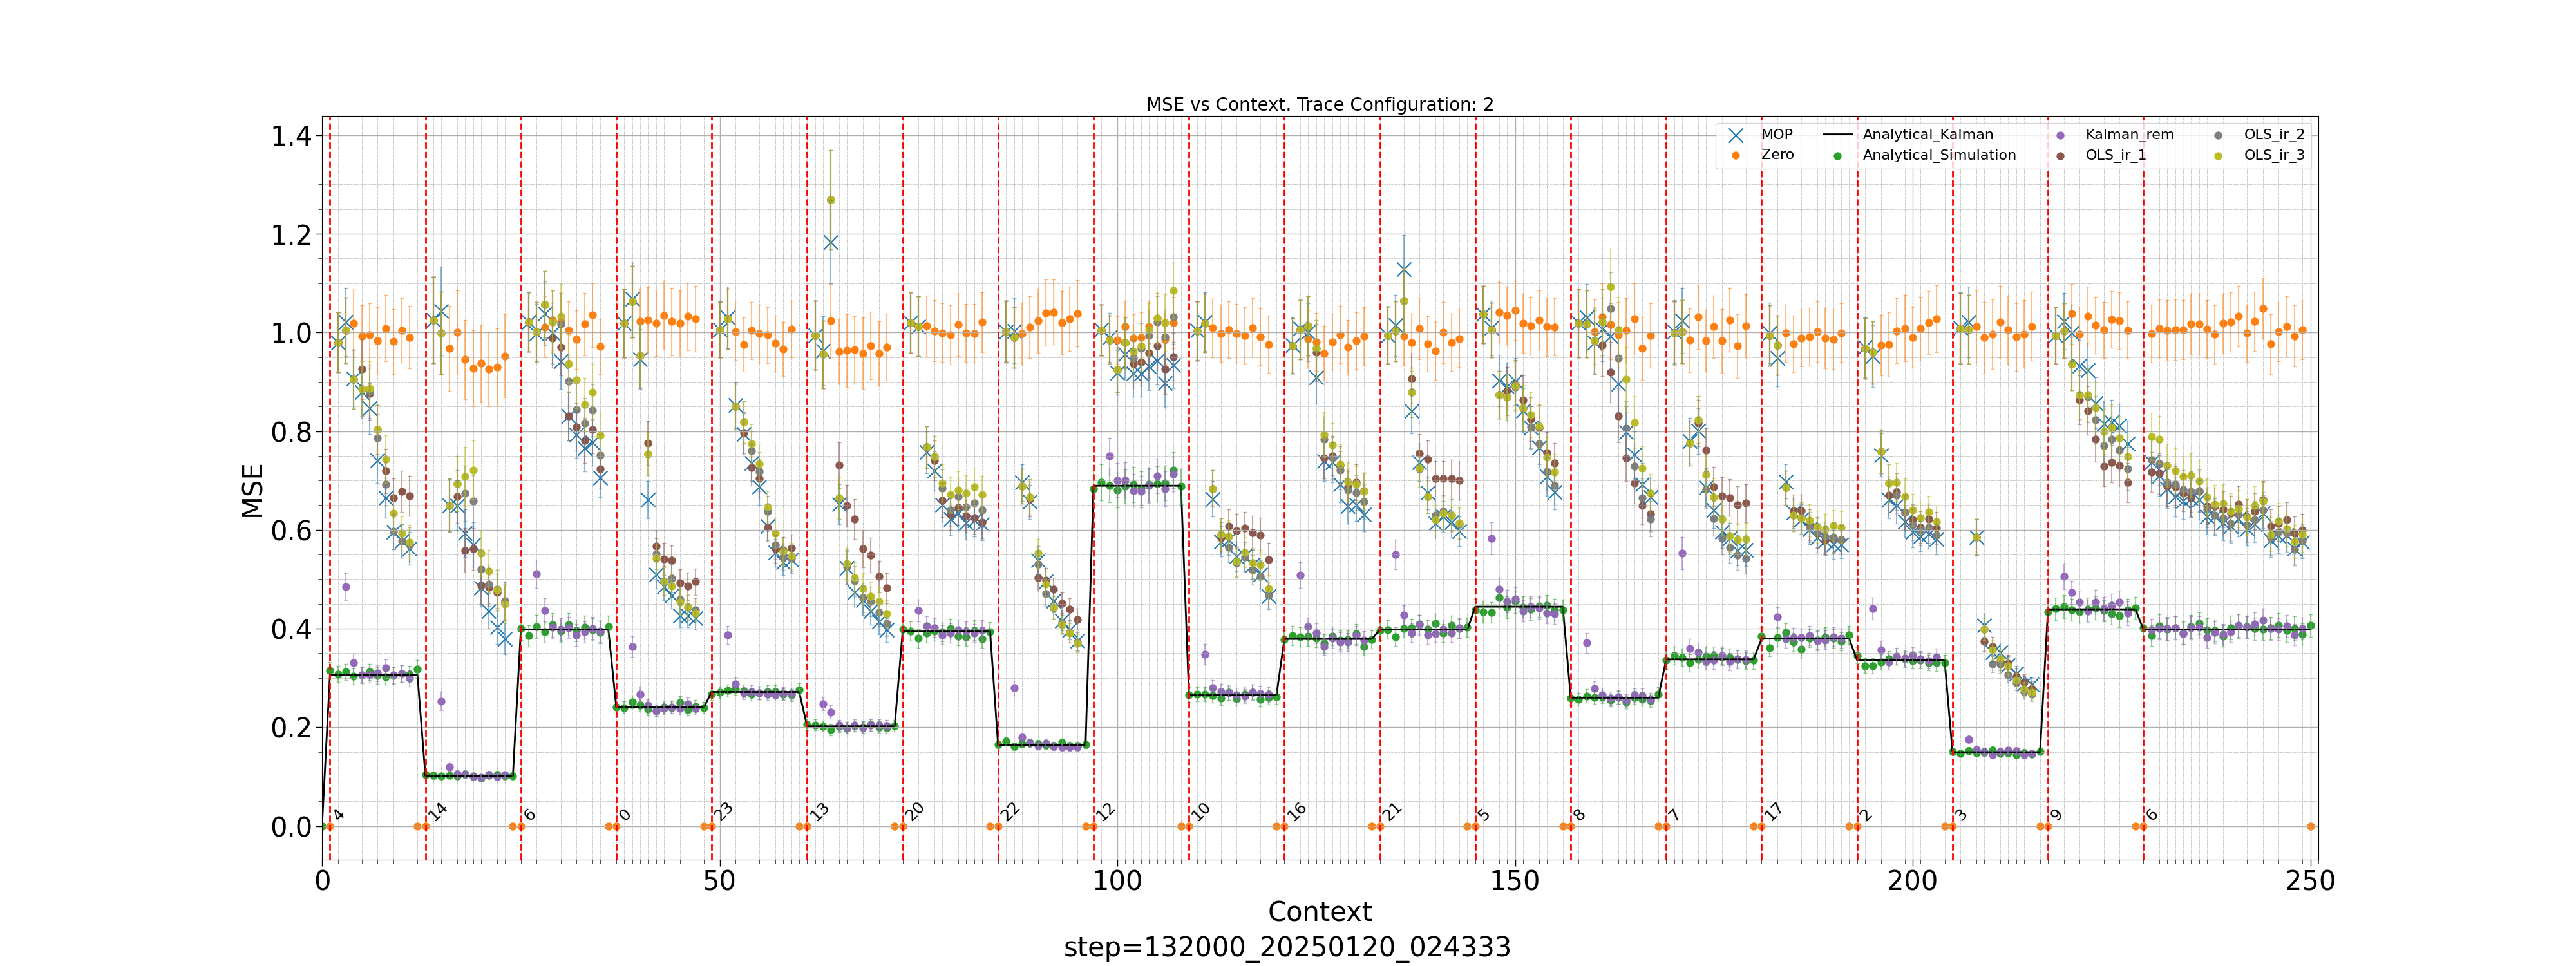 MSE vs Context. Trace Configuration: 2
MOP
Zero
Analytical_Kalman
Analytical_Simulation
Kalman_rem
OLS_ir_1
OLS_ir_2
OLS_ir_3
1.4
1.2
1.0
0.8
0.6
0.4
0.2
0.0
MSE
4 14 6 0 23 13 20 22 12 10 16 21 5 8 7 17 2 3 9 6
0 50 100 150 200 250
Context
step=132000_20250120_024333